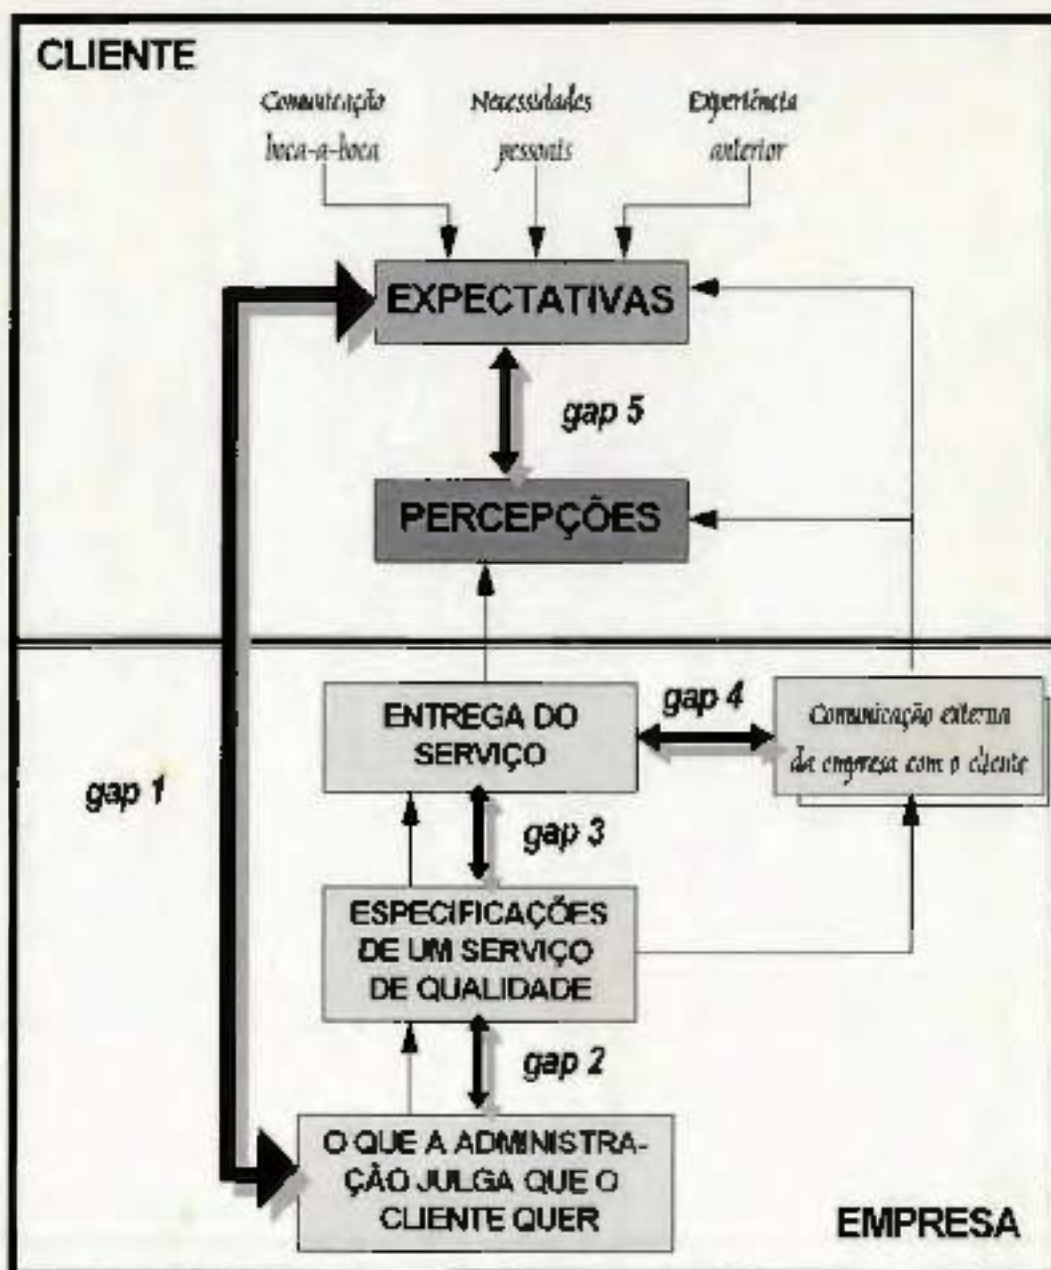 CLIENTE
Comunicação
boca-a-boca
Necessidades
pessoais
Experiência
anterior
EXPECTATIVAS
gap 5
PERCEPÇÕES
ENTREGA DO
SERVIÇO
gap 4
Comunicação externa
da empresa com o cliente
gap 1
gap 3
ESPECIFICAÇÕES
DE UM SERVIÇO
DE QUALIDADE
gap 2
O QUE A ADMINISTRA-
ÇÃO JULGA QUE O
CLIENTE QUER
EMPRESA